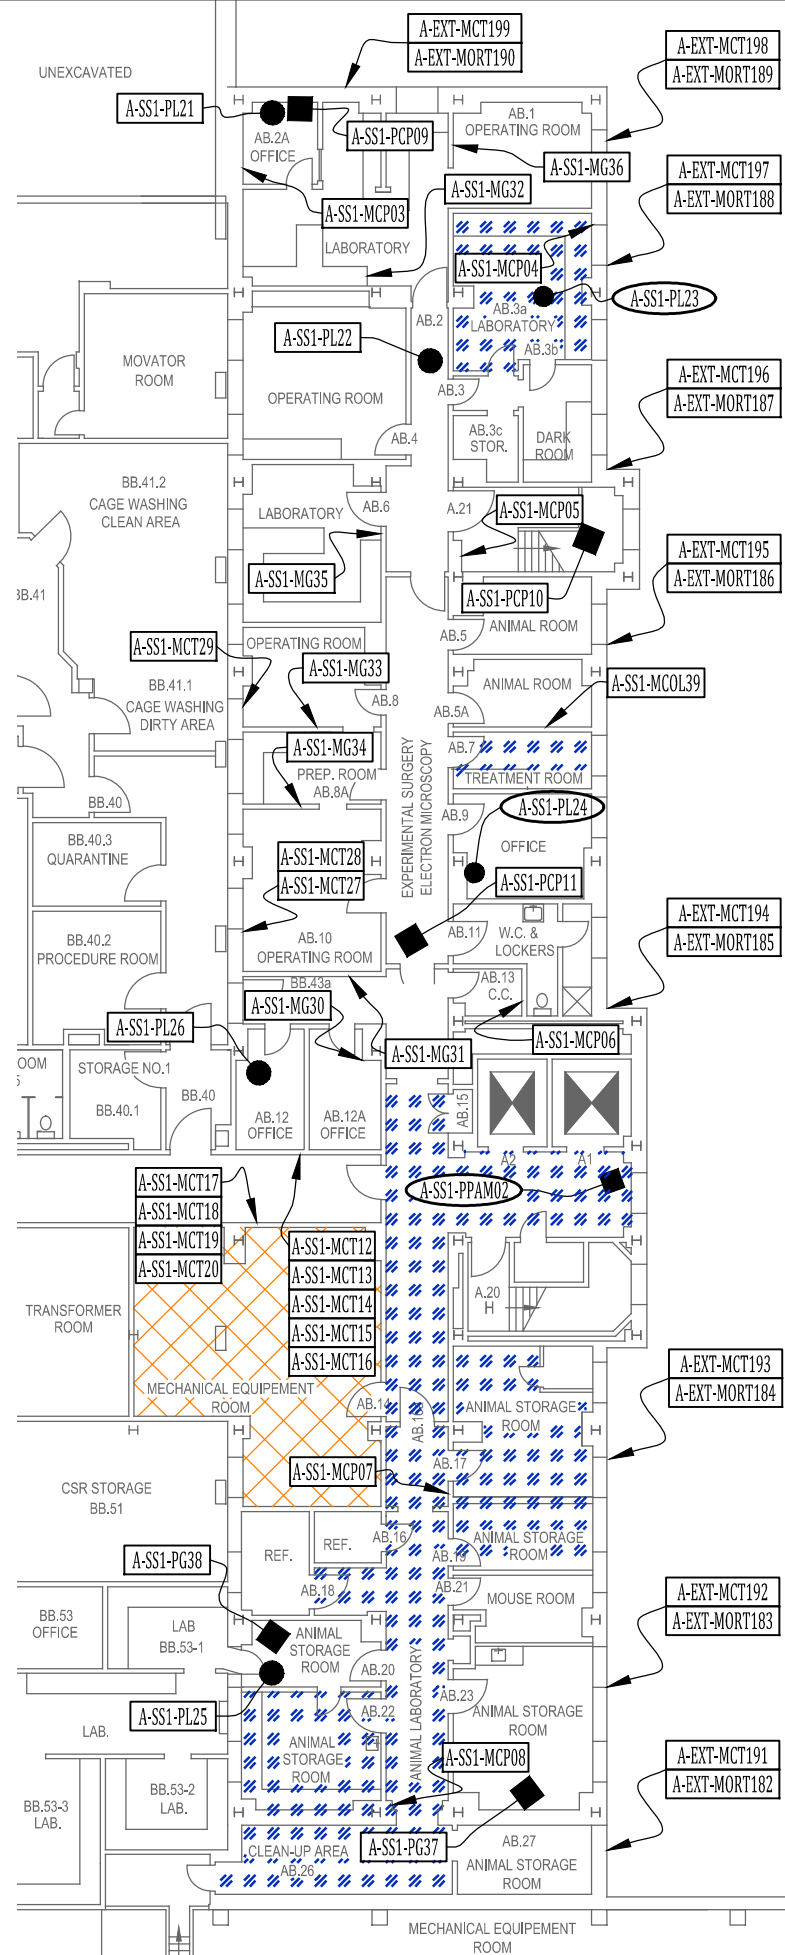 A-EXT-MCT199
A-EXT-MORT190
A-EXT-MCT198
A-EXT-MORT189
UNEXCAVATED
A-SS1-PL21
A-SS1-PCP09
AB.1
OPERATING ROOM
AB.2A
OFFICE
A-SS1-MG36
A-SS1-MG32
A-EXT-MCT197
A-EXT-MORT188
A-SS1-MCP03
LABORATORY
A-SS1-MCP04
A-SS1-PL23
AB.2
AB.3a
LABORATORY
AB.3b
A-SS1-PL22
MOVATOR
ROOM
A-EXT-MCT196
A-EXT-MORT187
OPERATING ROOM
AB.3
AB.4
AB.3c
STOR.
DARK
ROOM
BB.41.2
CAGE WASHING
CLEAN AREA
LABORATORY
AB.6
A.21
A-SS1-MCP05
A-EXT-MCT195
A-EXT-MORT186
A-SS1-MG35
BB.41
A-SS1-PCP10
AB.5
ANIMAL ROOM
A-SS1-MCT29
OPERATING ROOM
A-SS1-MG33
BB.41.1
CAGE WASHING
DIRTY AREA
AB.8
ANIMAL ROOM
A-SS1-MCOL39
AB.5A
A-SS1-MG34
AB.7
PREP. ROOM
AB.8A
TREATMENT ROOM
EXPERIMENTAL SURGERY
ELECTRON MICROSCOPY
BB.40
AB.9
A-SS1-PL24
BB.40.3
QUARANTINE
OFFICE
A-SS1-MCT28
A-SS1-MCT27
A-SS1-PCP11
A-EXT-MCT194
A-EXT-MORT185
BB.40.2
PROCEDURE ROOM
AB.10
OPERATING ROOM
AB.11
W.C. &
LOCKERS
BB.43a
AB.13
C.C.
A-SS1-MG30
A-SS1-PL26
A-SS1-MG31
A-SS1-MCP06
OOM
5
STORAGE NO.1
BB.40.1
BB.40
AB.12
OFFICE
AB.12A
OFFICE
AB.15
A2
A1
A-SS1-PPAM02
A-SS1-MCT17
A-SS1-MCT18
A-SS1-MCT19
A-SS1-MCT20
A-SS1-MCT12
A-SS1-MCT13
A-SS1-MCT14
A-SS1-MCT15
A-SS1-MCT16
A.20
TRANSFORMER
ROOM
MECHANICAL EQUIPEMENT
ROOM
AB.14
A-EXT-MCT193
A-EXT-MORT184
ANIMAL STORAGE
ROOM
AB.17
A-SS1-MCP07
CSR STORAGE
BB.51
AB.16
ANIMAL STORAGE
ROOM
AB.19
REF.
REF.
A-SS1-PG38
AB.18
AB.21
MOUSE ROOM
A-EXT-MCT192
A-EXT-MORT183
BB.53
OFFICE
LAB
BB.53-1
ANIMAL
STORAGE
ROOM
AB.20
AB.22
AB.23
ANIMAL LABORATORY
ANIMAL STORAGE
ROOM
A-SS1-PL25
LAB.
ANIMAL
STORAGE
ROOM
A-SS1-MCP08
A-EXT-MCT191
A-EXT-MORT182
BB.53-3
LAB.
BB.53-2
LAB.
A-SS1-PG37
CLEAN-UP AREA
AB.26
AB.27
ANIMAL STORAGE
ROOM
MECHANICAL EQUIPEMENT
ROOM